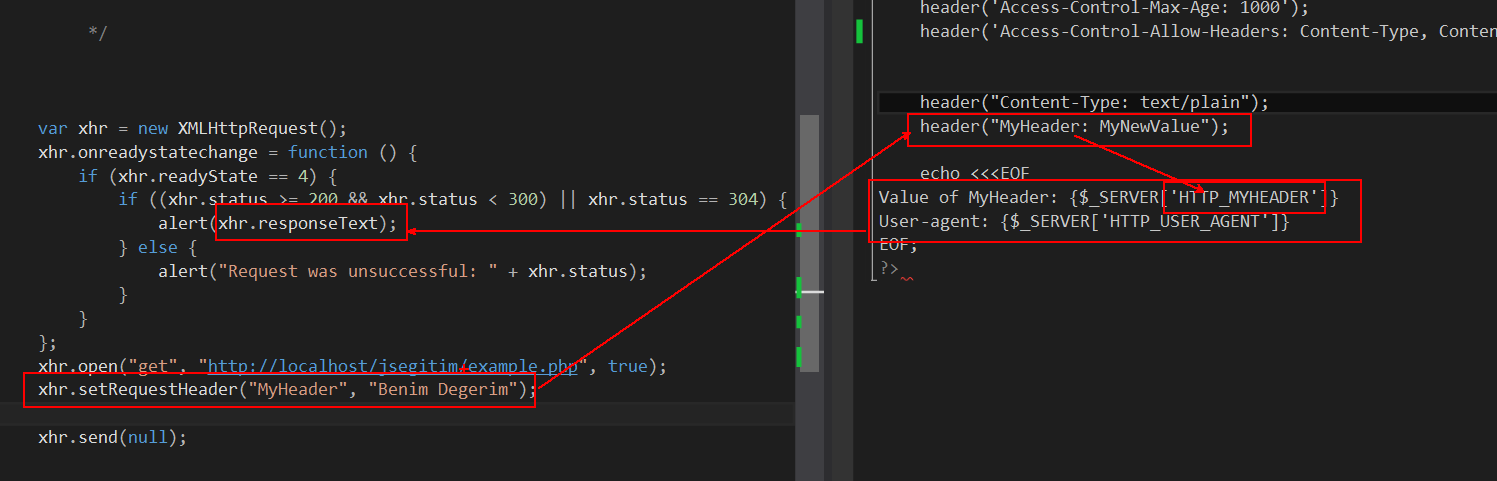 */
var xhr = new XMLHttpRequest();
xhr.onreadystatechange = function () {
if (xhr.readyState == 4) {
if ((xhr.status >= 200 && xhr.status < 300) || xhr.status == 304) {
alert(xhr.responseText);
} else {
alert("Request was unsuccessful: " + xhr.status);
}
}
};
xhr.open("get", "http://localhost/jsegitim/example.php", true);
xhr.setRequestHeader("MyHeader", "Benim Degerim");
xhr.send(null);
header('Access-Control-Max-Age: 1000');
header('Access-Control-Allow-Headers: Content-Type, Conten
header("Content-Type: text/plain");
header("MyHeader: MyNewValue");
echo <<<EOF
Value of MyHeader: {$_SERVER['HTTP_MYHEADER']}
User-agent: {$_SERVER['HTTP_USER_AGENT']}
EOF;
?>